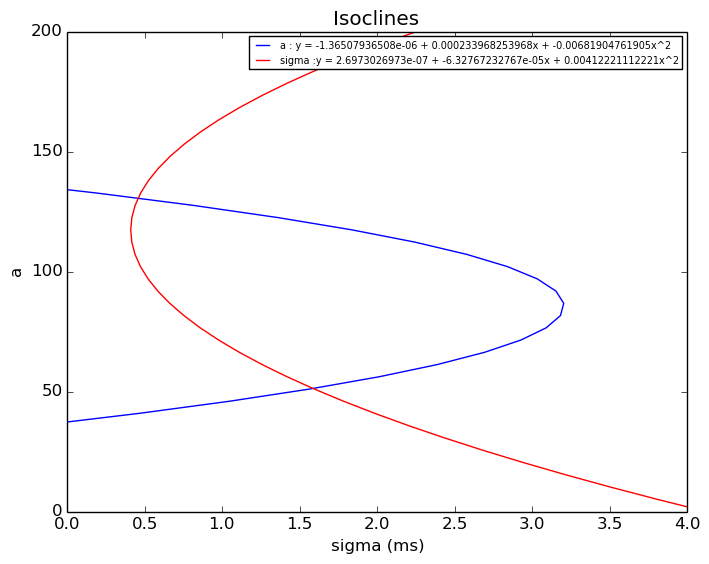 Isoclines
a : y = -1.36507936508e-06 + 0.000233968253968x + -0.00681904761905x^2
sigma :y = 2.6973026973e-07 + -6.32767232767e-05x + 0.00412221112221x^2
200
150
100
50
0
a
0.0 0.5 1.0 1.5 2.0 2.5 3.0 3.5 4.0
sigma (ms)